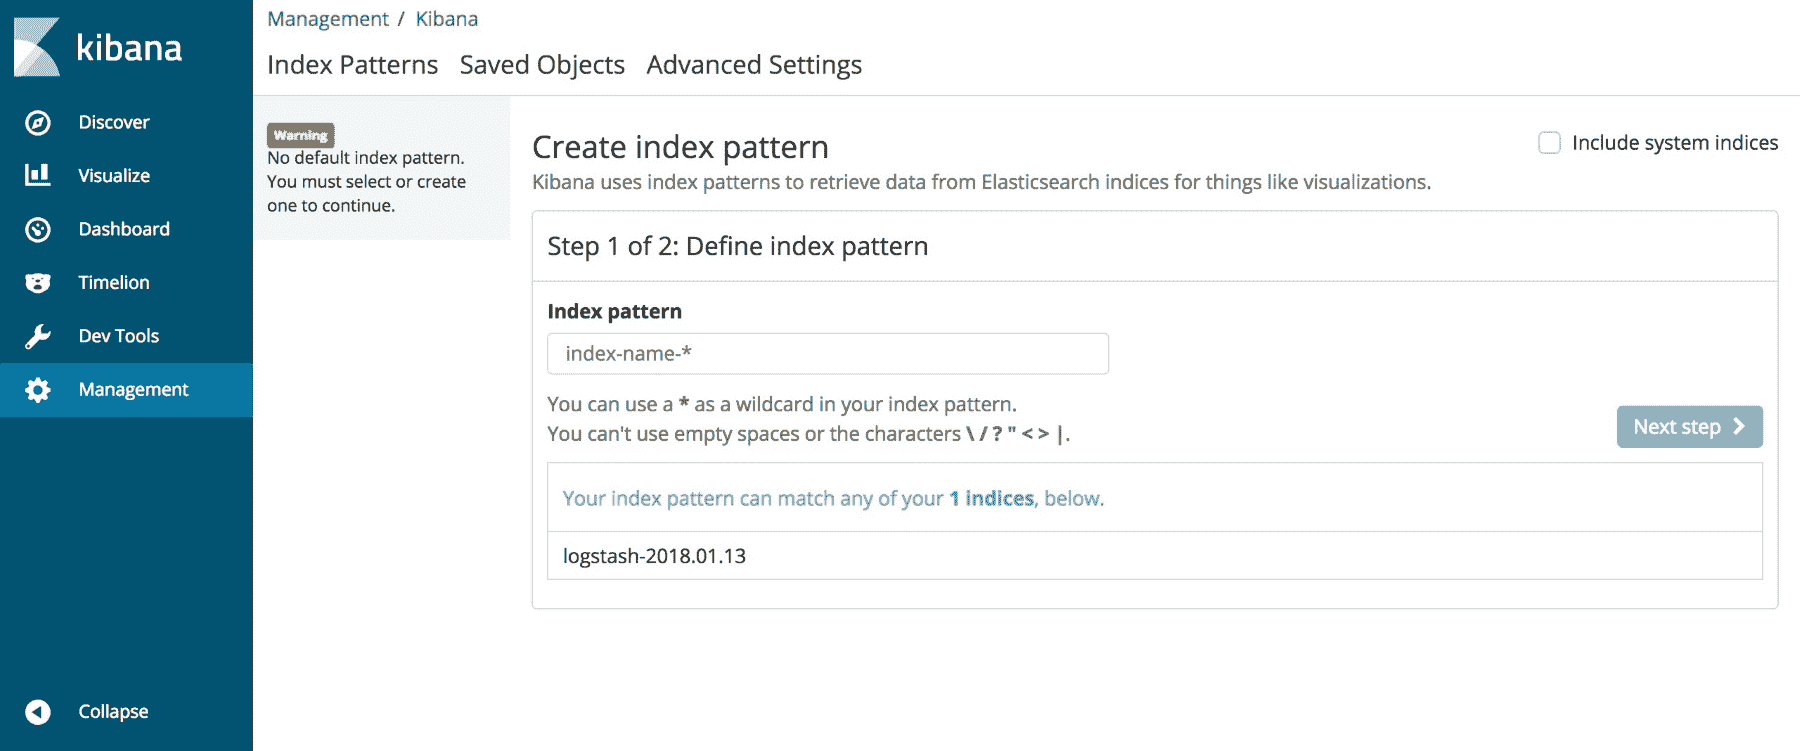 kibana
Discover
Visualize
Dashboard
Timelion
Dev Tools
Management
Collapse
Management / Kibana
Index Patterns Saved Objects Advanced Settings
Warning
No default index pattern.
You must select or create
one to continue.
Create index pattern
Include system indices
Kibana uses index patterns to retrieve data from Elasticsearch indices for things like visualizations.
Step 1 of 2: Define index pattern
Index pattern
index-name-*
You can use a * as a wildcard in your index pattern.
You can't use empty spaces or the characters \ / ? " < > |.
Next step
Your index pattern can match any of your 1 indices, below.
logstash-2018.01.13